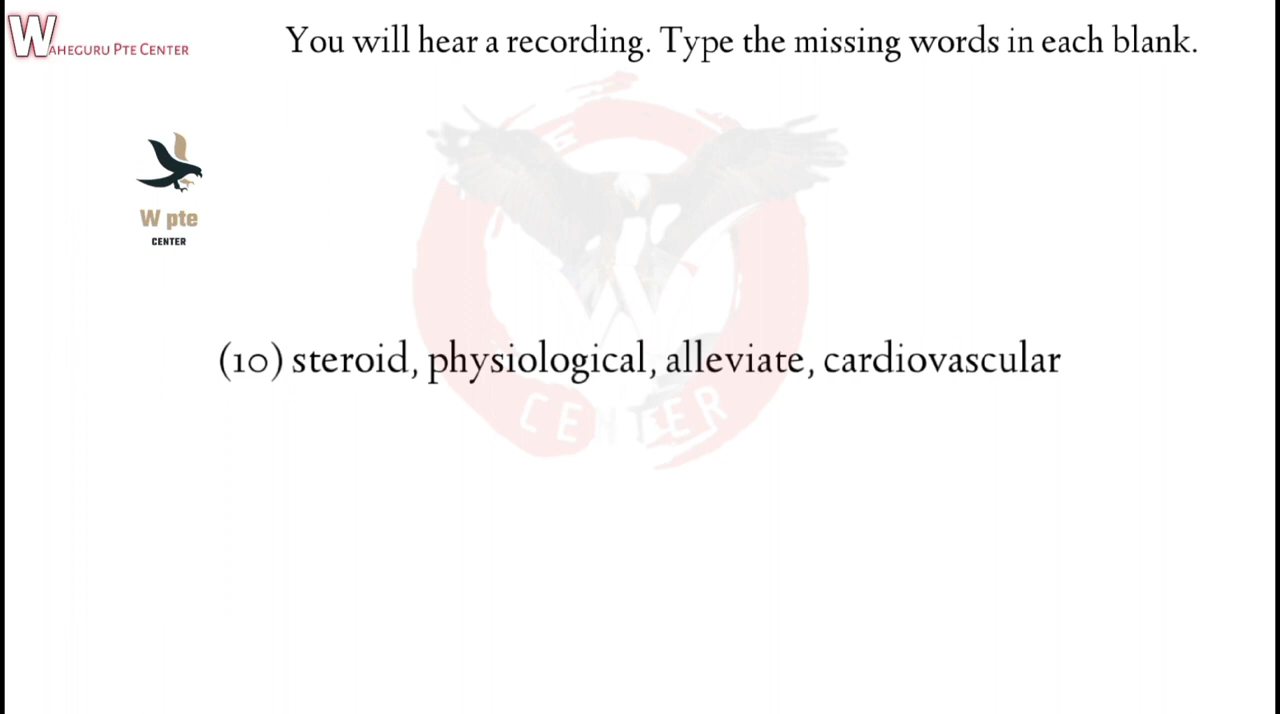 WAHEGURU PTE CENTER
You will hear a recording. Type the missing words in each blank.
W pte
CENTER
(10) steroid, physiological, alleviate, cardiovascular
CENTER